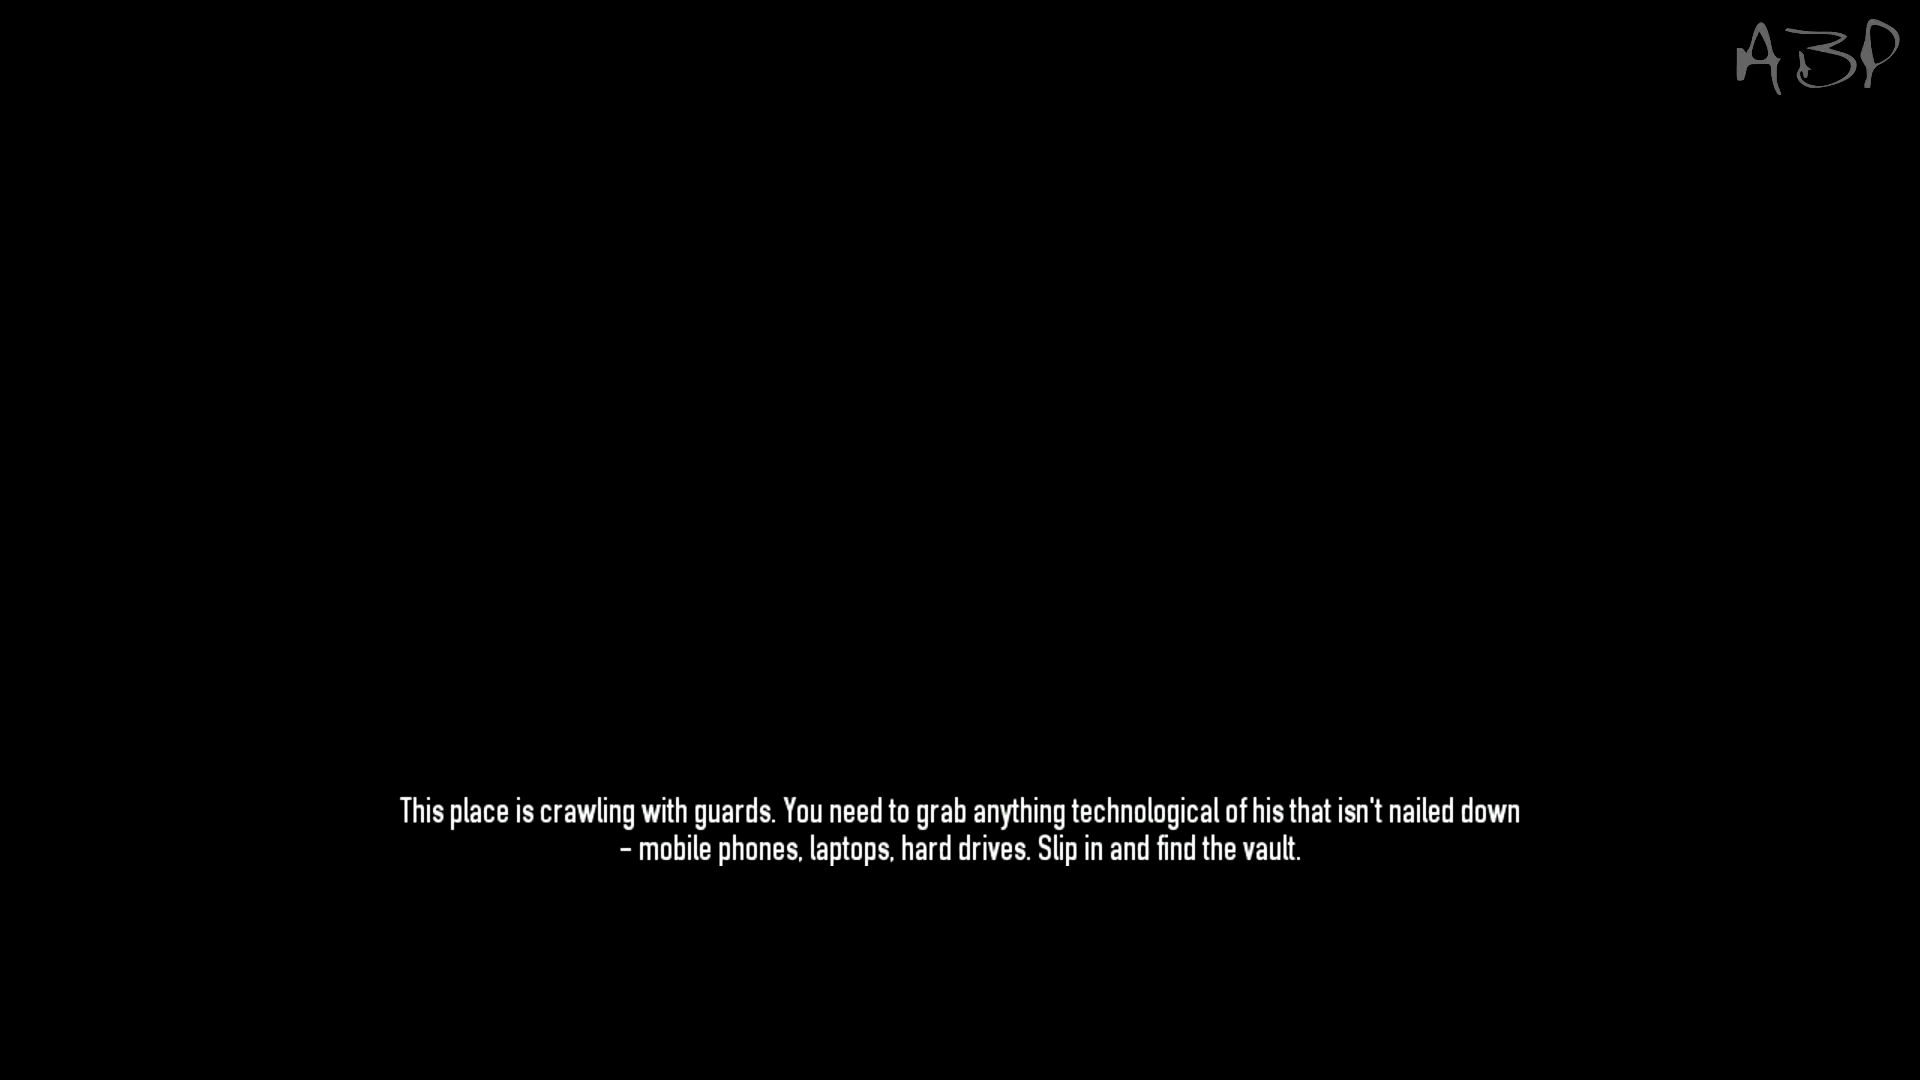 ABP
This place is crawling with guards. You need to grab anything technological of his that isn't nailed down
- mobile phones, laptops, hard drives. Slip in and find the vault.